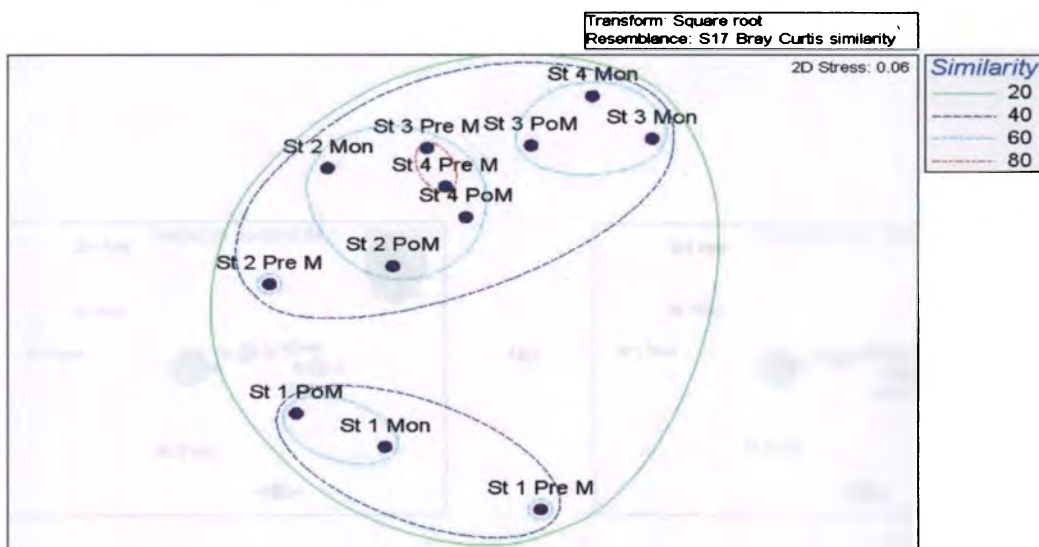 Transform: Square root
Resemblance: S17 Bray Curtis similarity
2D Stress: 0.06
Similarity
20
40
60
80
St 4 Mon
St 3 Pre M
St 3 PoM
St 3 Mon
St 2 Mon
St 4 Pre M
St 4 PoM
St 2 PoM
St 2 Pre M
St 1 PoM
St 1 Mon
St 1 Pre M